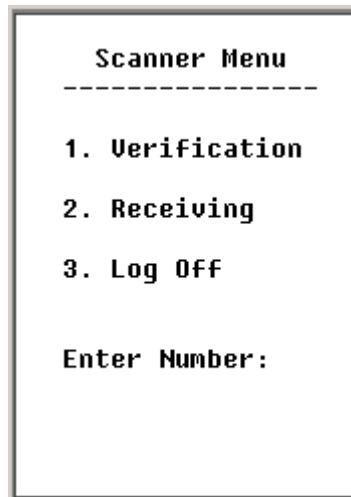 Scanner Menu
----------------
1. Verification
2. Receiving
3. Log Off
Enter Number: